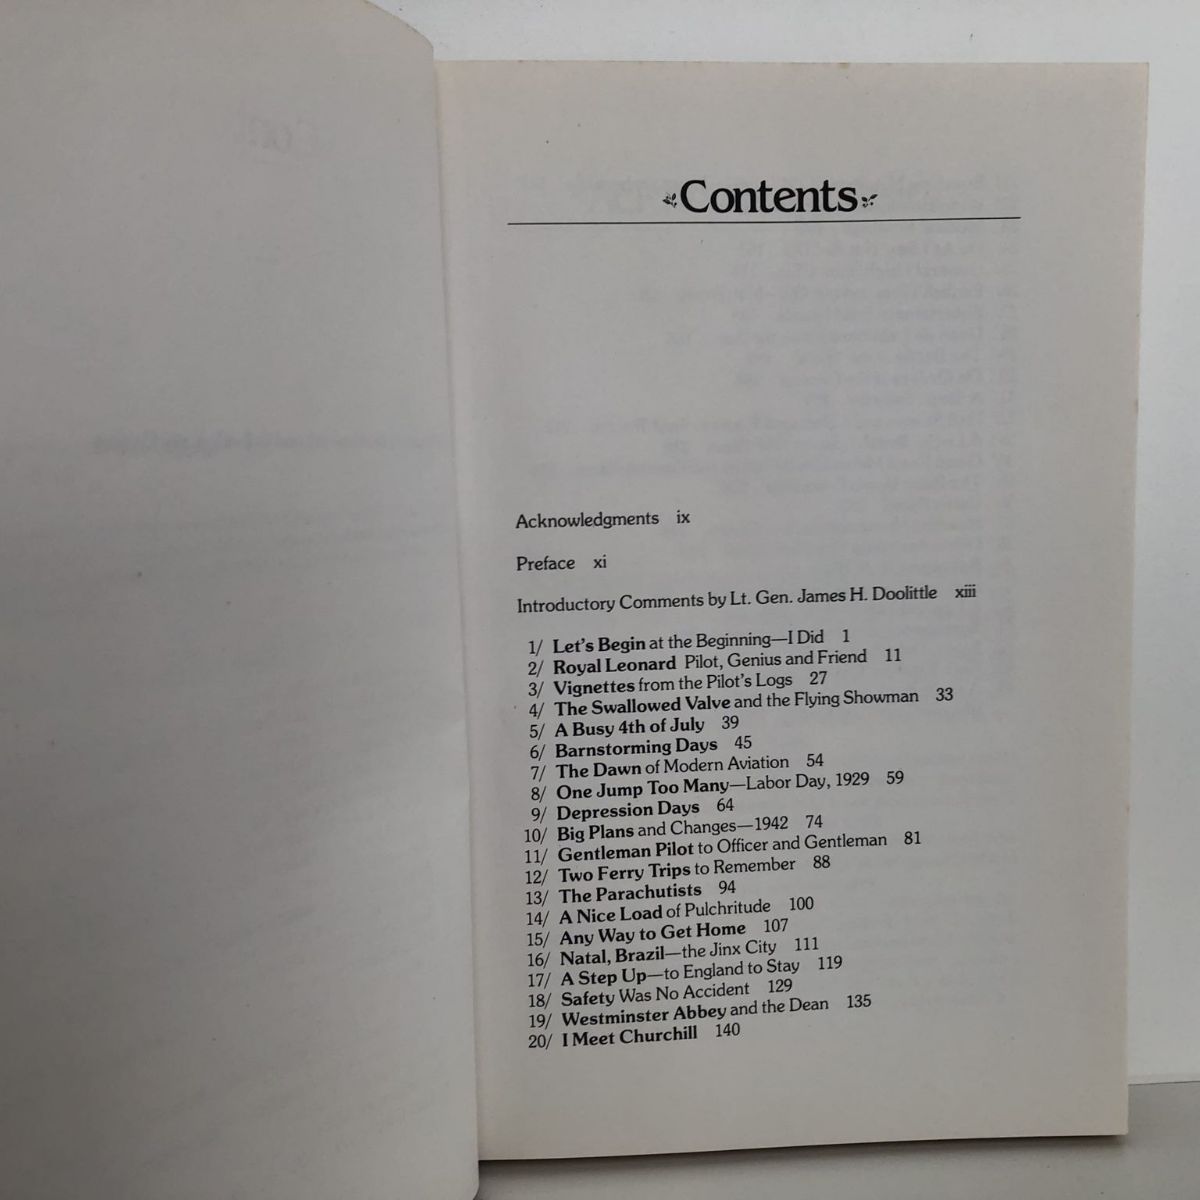 Contents
Acknowledgments ix
Preface xi
Introductory Comments by Lt. Gen. James H. Doolittle xiii
1/ Let's Begin at the Beginning—I Did 1
2/ Royal Leonard Pilot, Genius and Friend 11
3/ Vignettes from the Pilot's Logs 27
4/ The Swallowed Valve and the Flying Showman 33
5/ A Busy 4th of July 39
6/ Barnstorming Days 45
7/ The Dawn of Modern Aviation 54
8/ One Jump Too Many—Labor Day, 1929 59
9/ Depression Days 64
10/ Big Plans and Changes—1942 74
11/ Gentleman Pilot to Officer and Gentleman 81
12/ Two Ferry Trips to Remember 88
13/ The Parachutists 94
14/ A Nice Load of Pulchritude 100
15/ Any Way to Get Home 107
16/ Natal, Brazil—the Jinx City 111
17/ A Step Up—to England to Stay 119
18/ Safety Was No Accident 129
19/ Westminster Abbey and the Dean 135
20/ I Meet Churchill 140